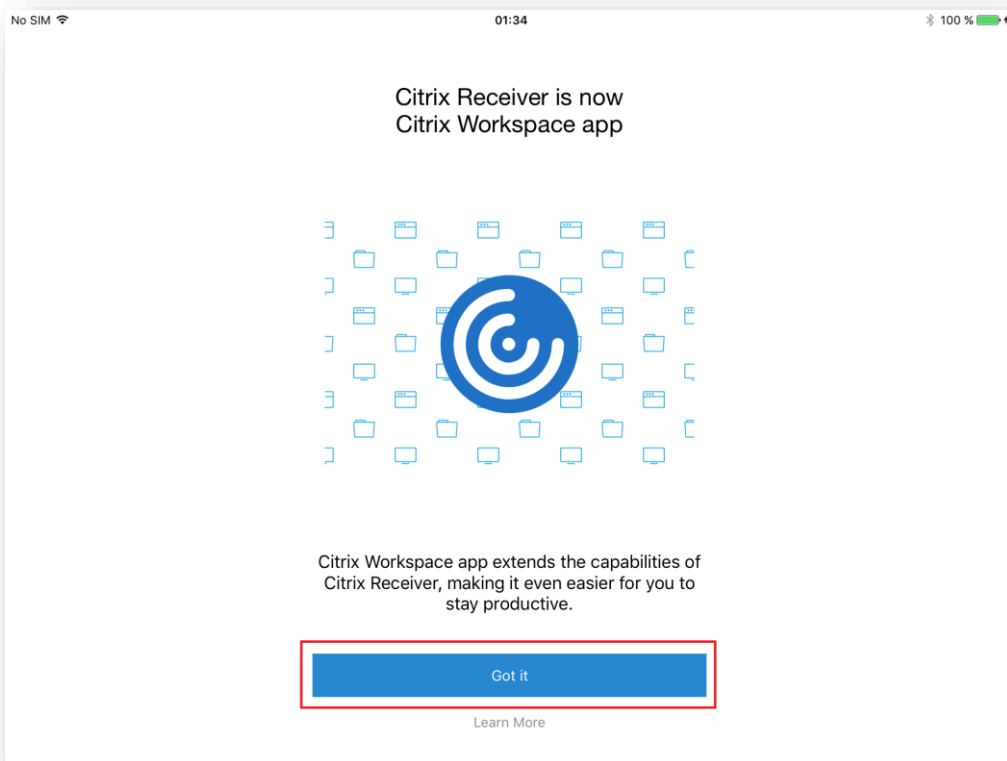 No SIM 01:34 100 %
Citrix Receiver is now
Citrix Workspace app
Citrix Workspace app extends the capabilities of
Citrix Receiver, making it even easier for you to
stay productive.
Got it
Learn More